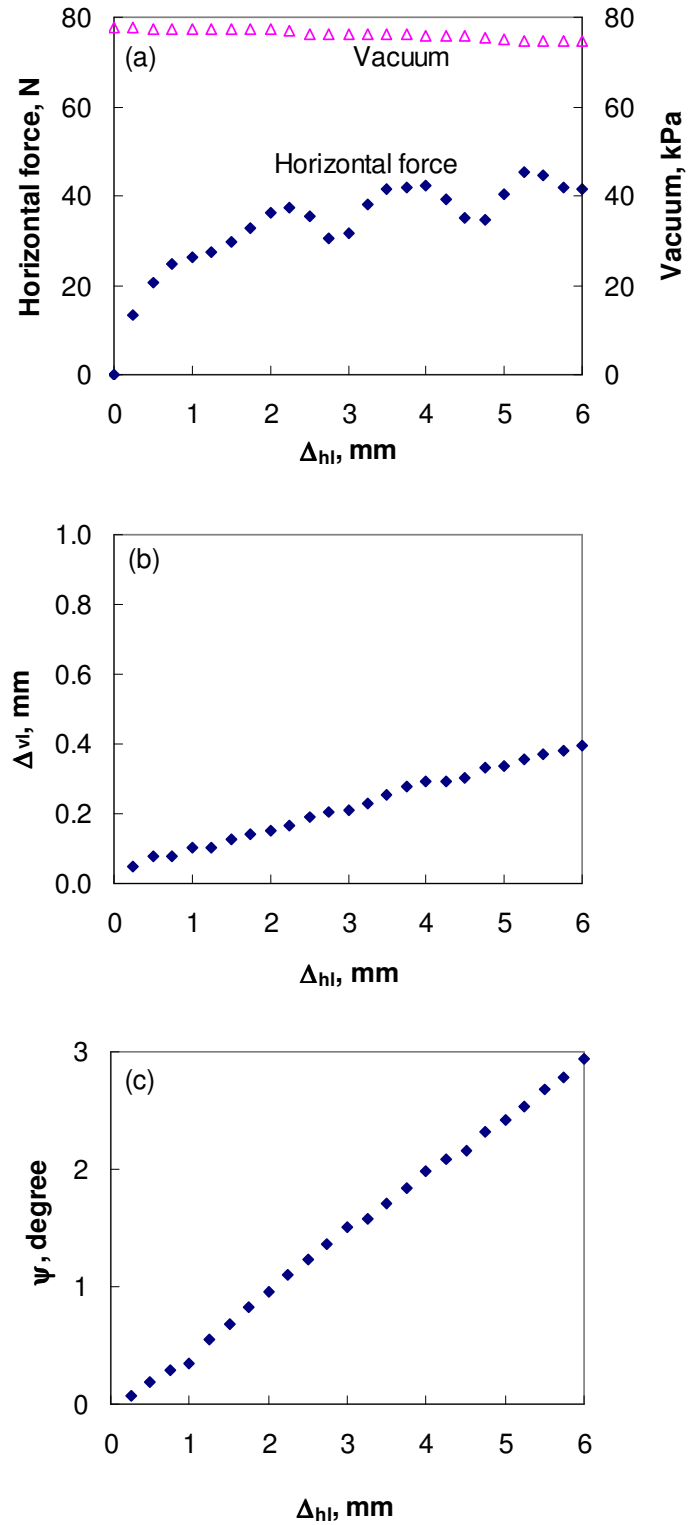 80 80
(a) Vacuum
60 60
Horizontal force
40 40
20 20
0 0
0 1 2 3 4 5 6
Horizontal force, N
Vacuum, kPa
Δhl, mm
1.0
(b)
0.8
0.6
0.4
0.2
0.0
0 1 2 3 4 5 6
Δvl, mm
Δhl, mm
3
(c)
2
1
0
0 1 2 3 4 5 6
ψ, degree
Δhl, mm